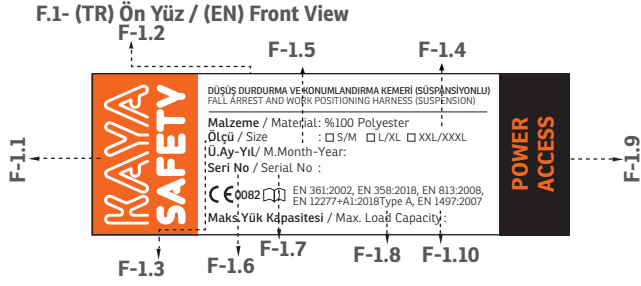 F.1- (TR) Ön Yüz / (EN) Front View
F-1.2
F-1.5
F-1.4
F-1.1
KAYA
SAFETY
DÜŞÜŞ DURDURMA VE KONUMLANDIRMA KEMERİ (SÜSPANSİYONLU)
FALL ARREST AND WORK POSITIONING HARNESS (SUSPENSION)
Malzeme / Material: %100 Polyester
Ölçü / Size : □ S/M □ L/XL □ XXL/XXXL
Ü.Ay-Yıl/ M.Month-Year:
Seri No / Serial No :
CE 0082 EN 361:2002, EN 358:2018, EN 813:2008,
EN 12277+A1:2018Type A, EN 1497:2007
Maks.Yük Kapasitesi / Max. Load Capacity :
POWER
ACCESS
F-1.9
F-1.3
F-1.6
F-1.7
F-1.8
F-1.10